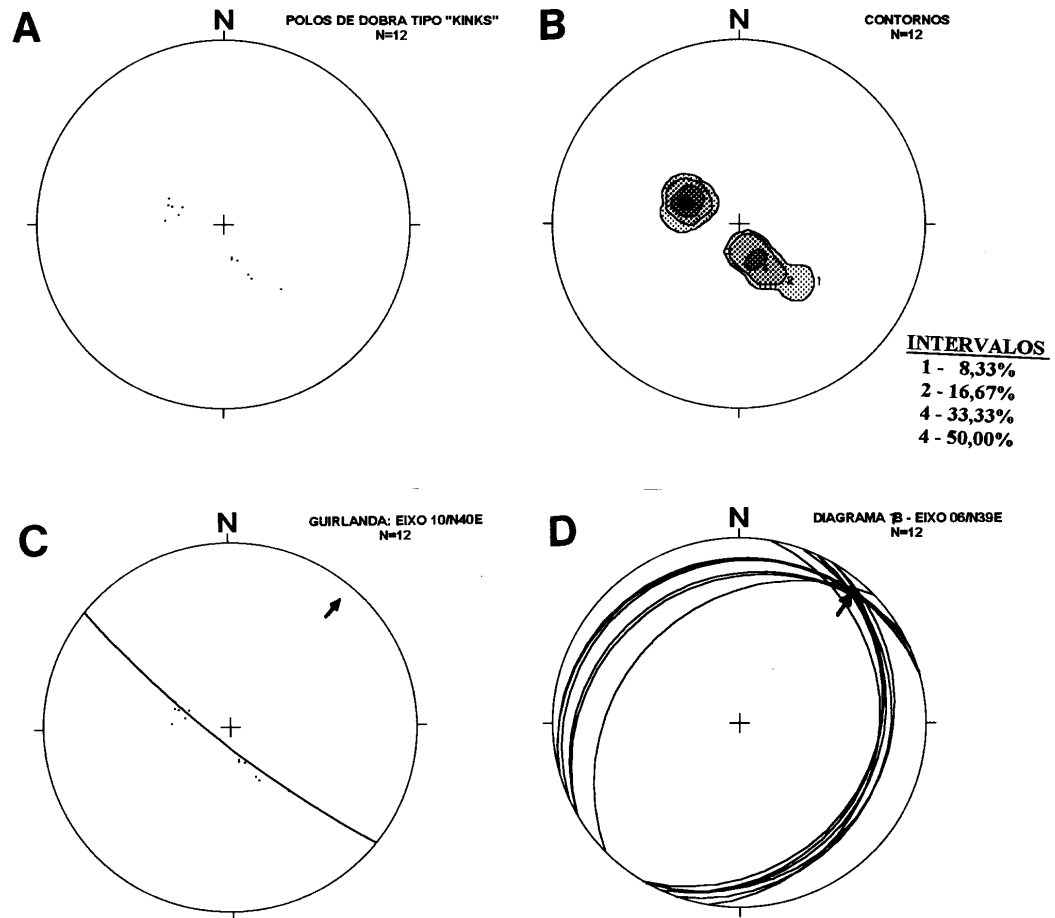 A
N
POLOS DE DOBRA TIPO "KINKS"
N=12
B
N
CONTORNOS
N=12
2
1
INTERVALOS
1 - 8,33%
2 - 16,67%
4 - 33,33%
4 - 50,00%
C
N
GUIRLANDA: EIXO 10/N40E
N=12
D
N
DIAGRAMA - EIXO 06/N39E
N=12